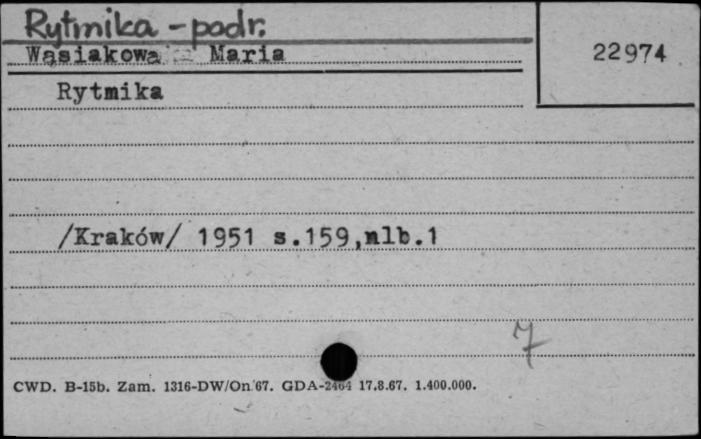 Rytmika - podr.
Wąsiakowa Maria
22974
Rytmika
/Kraków/ 1951 s.159,nlb.1
7
CWD. B-15b. Zam. 1316-DW/On 67. GDA-2464 17.8.67. 1.400.000.